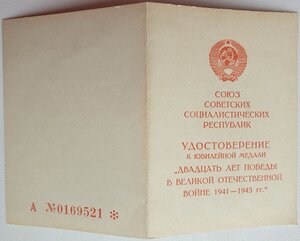 СОЮЗ
СОВЕТСКИХ
СОЦИАЛИСТИЧЕСКИХ
РЕСПУБЛИК
УДОСТОВЕРЕНИЕ
К ЮБИЛЕЙНОЙ МЕДАЛИ
„ДВАДЦАТЬ ЛЕТ ПОБЕДЫ
В ВЕЛИКОЙ ОТЕЧЕСТВЕННОЙ
ВОЙНЕ 1941—1945 гг."
А №0169521 *